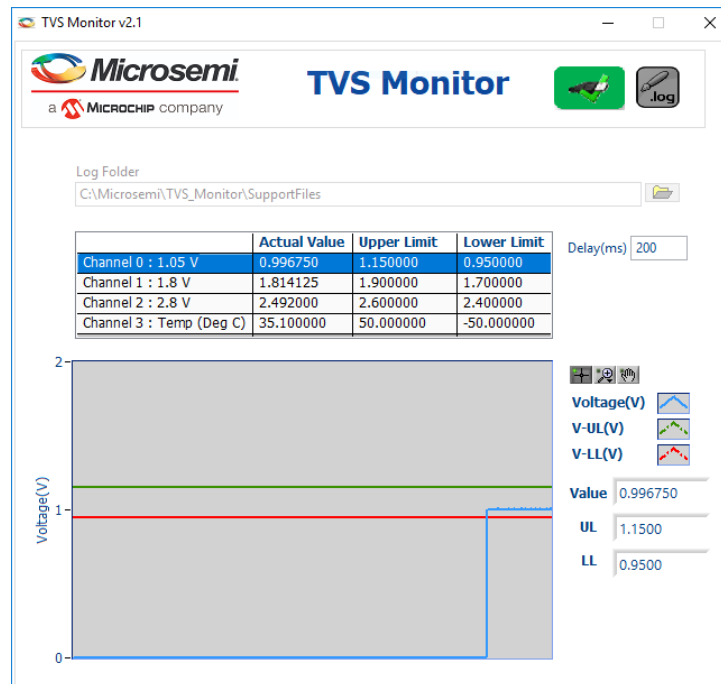 TVS Monitor v2.1
Microsemi.
a MICROCHIP company
TVS Monitor
.log
Log Folder
C:\Microsemi\TVS_Monitor\SupportFiles
Actual Value Upper Limit Lower Limit
Channel 0 : 1.05 V 0.996750 1.150000 0.950000
Channel 1 : 1.8 V 1.814125 1.900000 1.700000
Channel 2 : 2.8 V 2.492000 2.600000 2.400000
Channel 3 : Temp (Deg C) 35.100000 50.000000 -50.000000
Delay(ms) 200
2
1
0
Voltage(V)
Voltage(V)
V-UL(V)
V-LL(V)
Value 0.996750
UL 1.1500
LL 0.9500